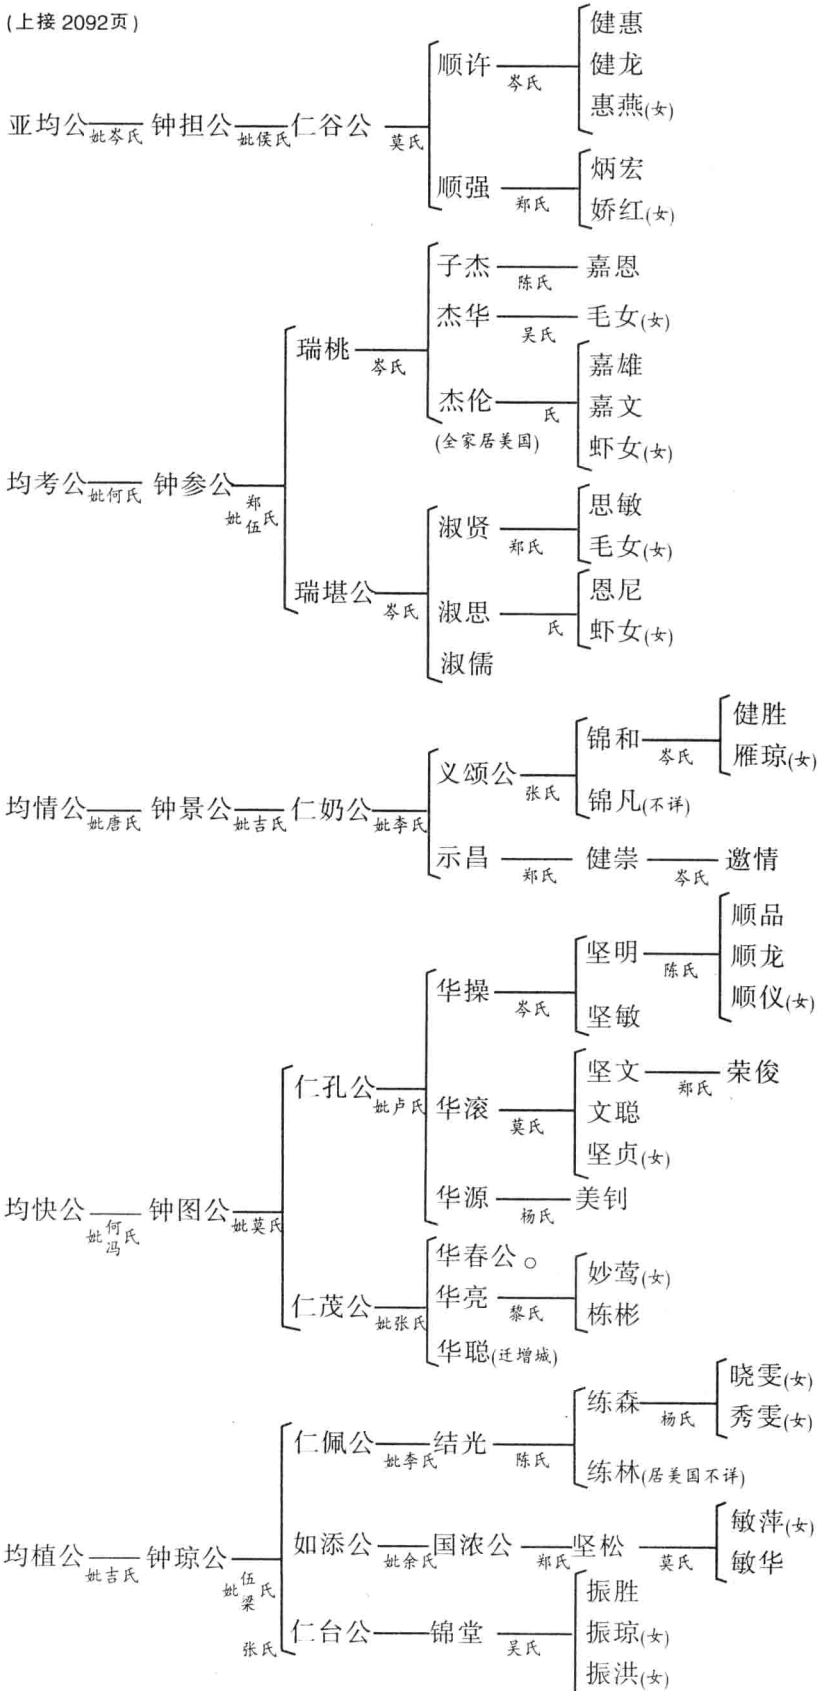 (上接 2092页)
健惠
顺许 岑氏 健龙
惠燕(女)
亚均公 妣岑氏 钟担公 妣侯氏 仁谷公 莫氏
炳宏
顺强 郑氏
娇红(女)
子杰 陈氏 嘉恩
杰华 吴氏 毛女(女)
瑞桃 岑氏
嘉雄
杰伦 氏 嘉文
(全家居美国)
虾女(女)
均考公 妣何氏 钟参公 妣郑伍氏
思敏
淑贤 郑氏
毛女(女)
瑞堪公 岑氏
恩尼
淑思 氏
虾女(女)
淑儒
健胜
锦和 岑氏
雁琼(女)
义颂公 张氏
锦凡(不详)
均情公 妣唐氏 钟景公 妣吉氏 仁奶公 妣李氏
示昌 郑氏 健崇 岑氏 邀情
顺品
坚明 陈氏 顺龙
顺仪(女)
华操 岑氏
坚敏
仁孔公 妣卢氏
坚文 郑氏 荣俊
华滚 莫氏 文聪
坚贞(女)
华源 杨氏 美钊
均快公 妣何冯氏 钟图公 妣莫氏
华春公
妙莺(女)
仁茂公 妣张氏 华亮 黎氏
栋彬
华聪(迁增城)
晓雯(女)
练森 杨氏
秀雯(女)
仁佩公 妣李氏 结光 陈氏
练林(居美国不详)
敏萍(女)
如添公 妣余氏 国浓公 郑氏 坚松 莫氏
敏华
均植公 妣吉氏 钟琼公 妣伍梁氏 张氏
振胜
仁台公 锦堂 吴氏 振琼(女)
振洪(女)